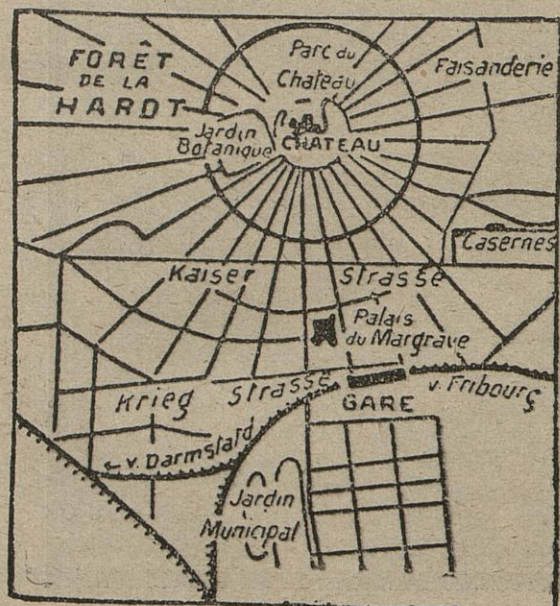 FORÊT
DE LA
HARDT
Parc du
Chateau
Faisanderie
Jardin
Botanique
CHATEAU
Casernes
Kaiser Strasse
Palais
du Margrave
Krieg Strasse
GARE
v. Fribourg
v. Darmstard
Jardin
Municipal